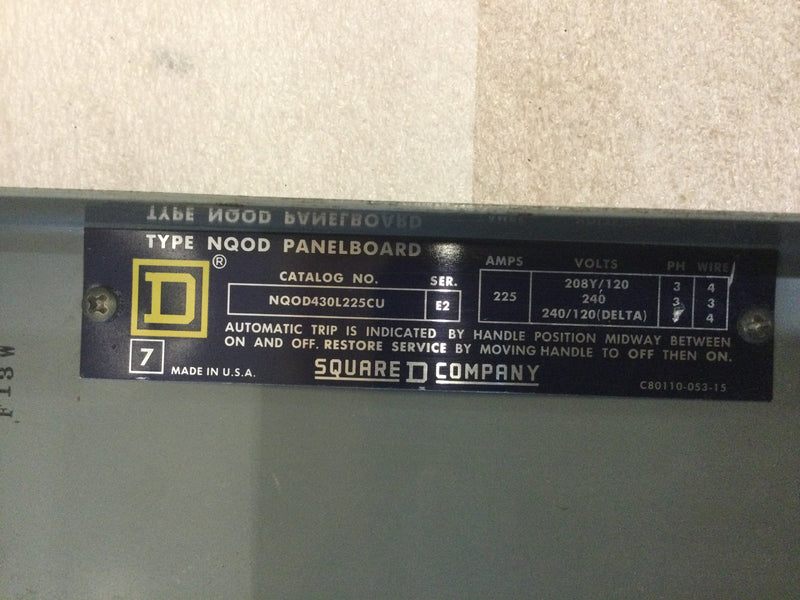 TYPE NQOD PANELBOARD
D ®
CATALOG NO. SER.
NQOD430L225CU E2
AMPS VOLTS PH WIRE
225
208Y/120 3 4
240 3 3
240/120(DELTA) 4
AUTOMATIC TRIP IS INDICATED BY HANDLE POSITION MIDWAY BETWEEN
ON AND OFF. RESTORE SERVICE BY MOVING HANDLE TO OFF THEN ON.
7 MADE IN U.S.A. SQUARE D COMPANY C80110-053-15